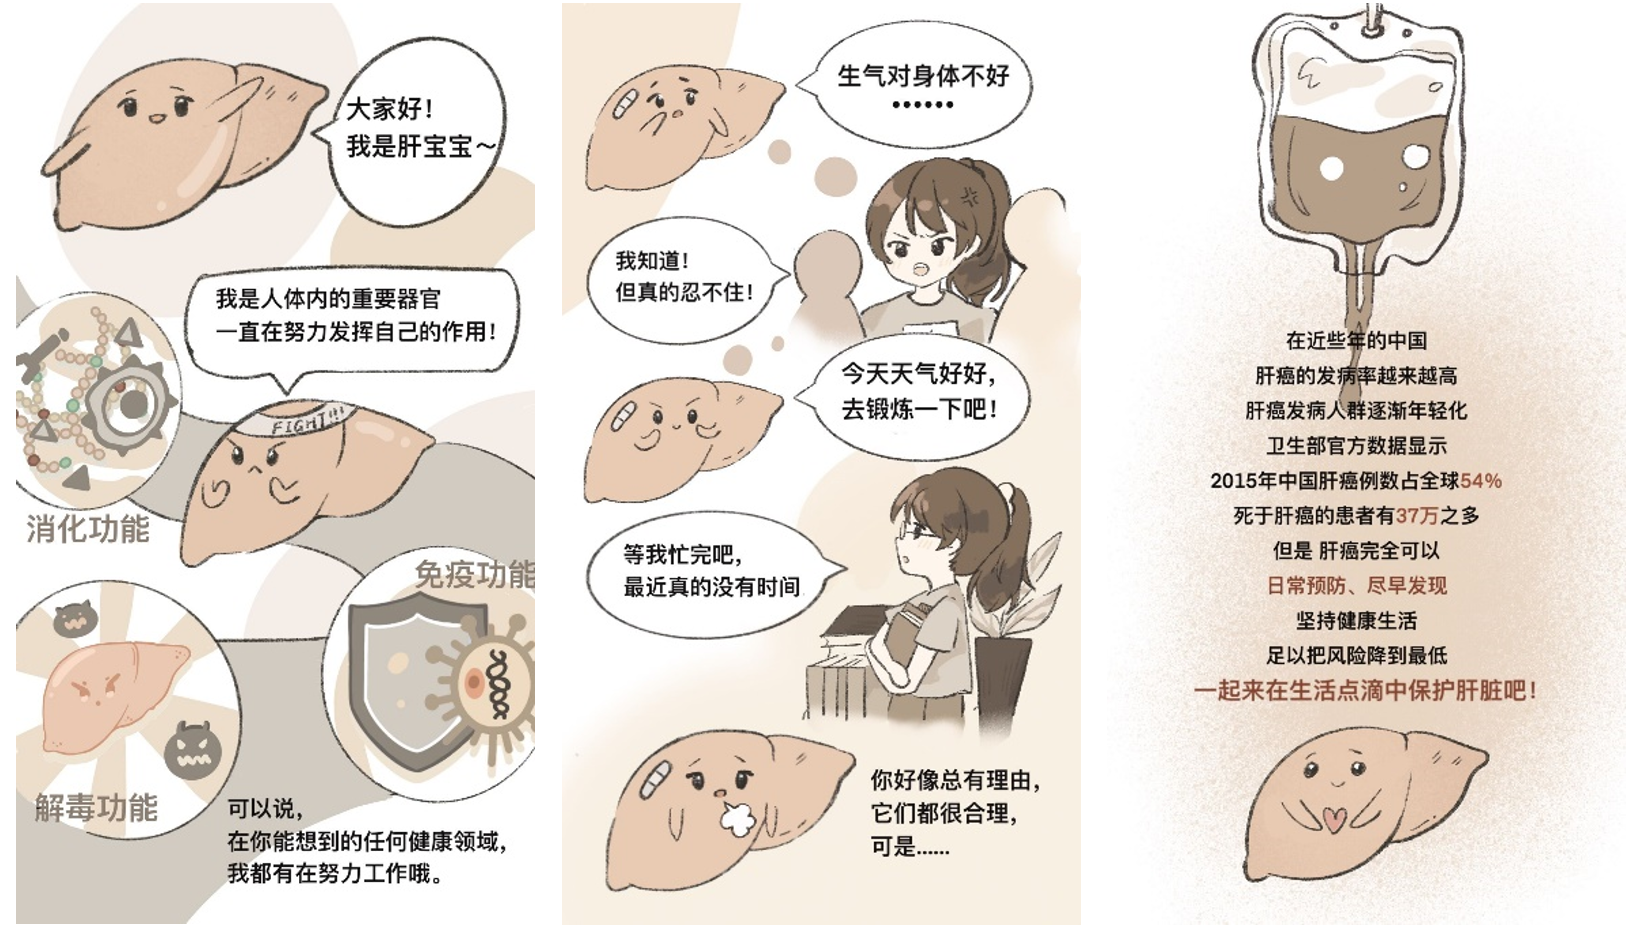 大家好！
我是肝宝宝～
我是人体内的重要器官
一直在努力发挥自己的作用！
FIGHT!!!
消化功能
免疫功能
解毒功能
可以说，
在你能想到的任何健康领域，
我都有在努力工作哦。
生气对身体不好
••••••
我知道！
但真的忍不住！
今天天气好好，
去锻炼一下吧！
等我忙完吧，
最近真的没有时间
你好像总有理由，
它们都很合理，
可是......
在近些年的中国
肝癌的发病率越来越高
肝癌发病人群逐渐年轻化
卫生部官方数据显示
2015年中国肝癌例数占全球54%
死于肝癌的患者有37万之多
但是 肝癌完全可以
日常预防、尽早发现
坚持健康生活
足以把风险降到最低
一起来在生活点滴中保护肝脏吧！